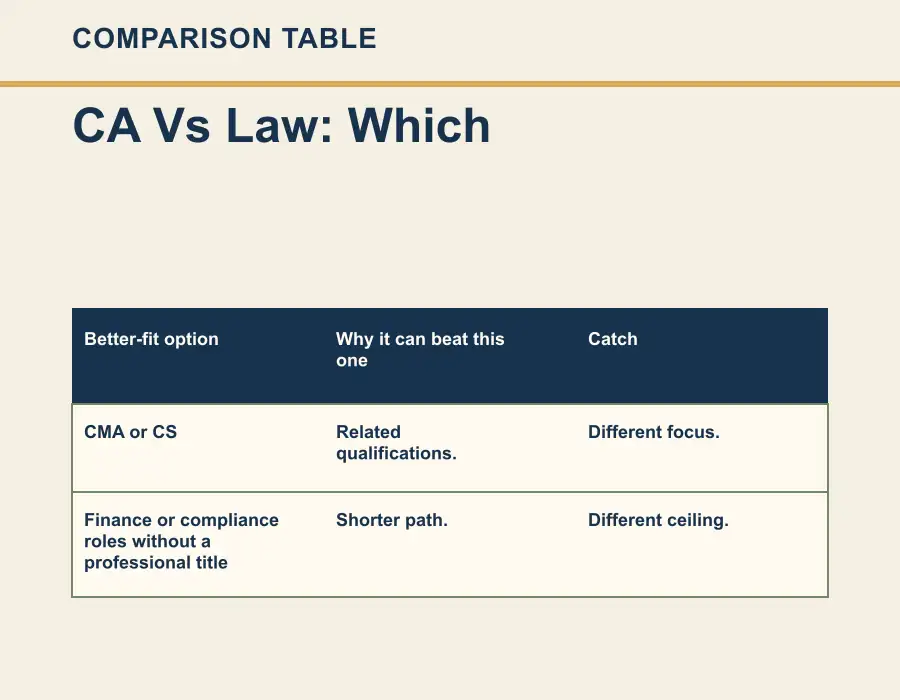 COMPARISON TABLE
CA Vs Law: Which
Better-fit option
Why it can beat this
one
Catch
CMA or CS
Related
qualifications.
Different focus.
Finance or compliance
roles without a
professional title
Shorter path.
Different ceiling.